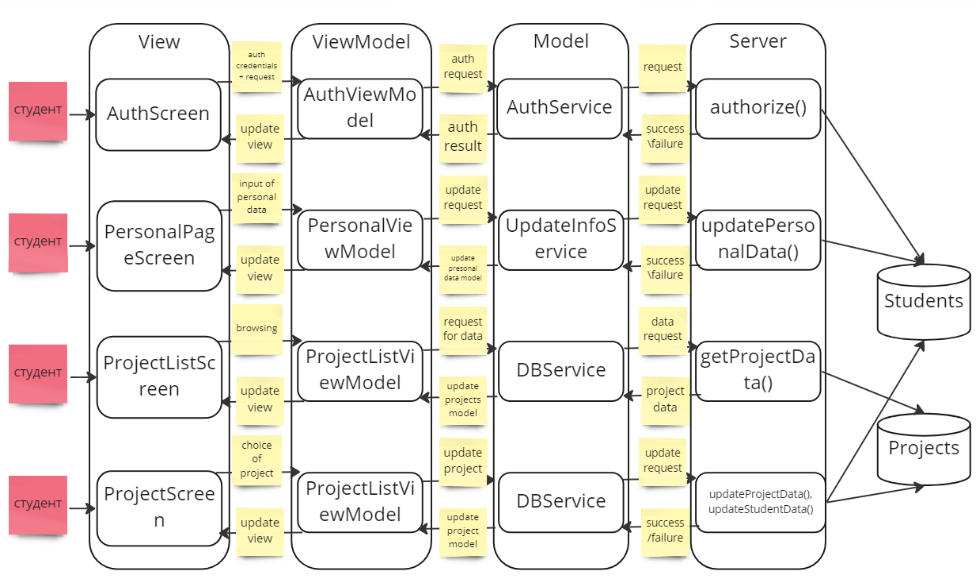 View
ViewModel
Model
Server
студент
AuthScreen
auth
credentials
+ request
update
view
AuthViewMo
del
auth
request
auth
result
AuthService
request
success
\failure
authorize()
студент
PersonalPag
eScreen
input of
personal
data
update
view
PersonalVie
wModel
update
request
update
presonal
data model
UpdateInfoS
ervice
update
request
success
\failure
updatePerso
nalData()
Students
студент
ProjectListSc
reen
browsing
update
view
ProjectListVi
ewModel
request
for data
update
projects
model
DBService
data
request
project
data
getProjectDa
ta()
Projects
студент
ProjectScree
n
choice
of
project
update
view
ProjectListVi
ewModel
update
project
update
project
model
DBService
update
request
success
/failure
updateProjectData(),
updateStudentData()